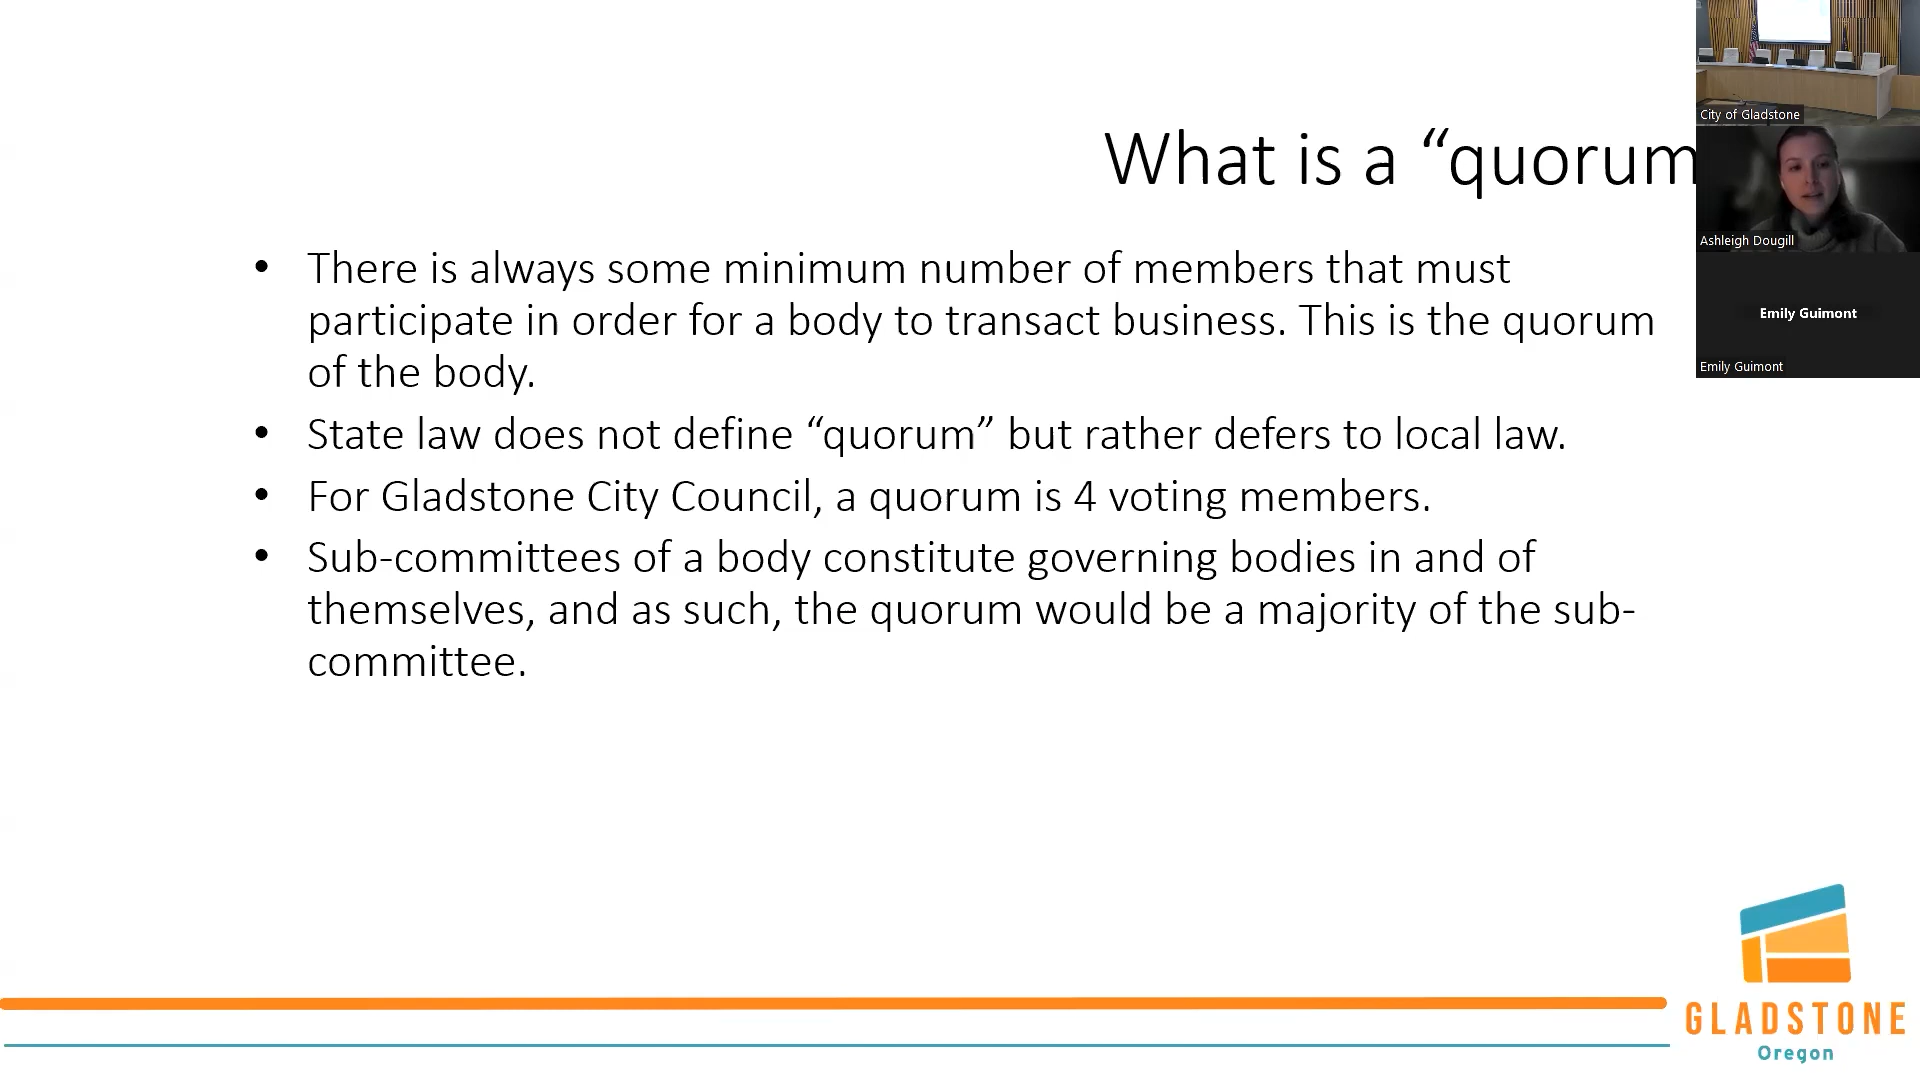 What is a “quorum
• There is always some minimum number of members that must
participate in order for a body to transact business. This is the quorum
of the body.
• State law does not define “quorum” but rather defers to local law.
• For Gladstone City Council, a quorum is 4 voting members.
• Sub-committees of a body constitute governing bodies in and of
themselves, and as such, the quorum would be a majority of the sub-
committee.
City of Gladstone
Ashleigh Dougill
Emily Guimont
Emily Guimont
GLADSTONE
Oregon